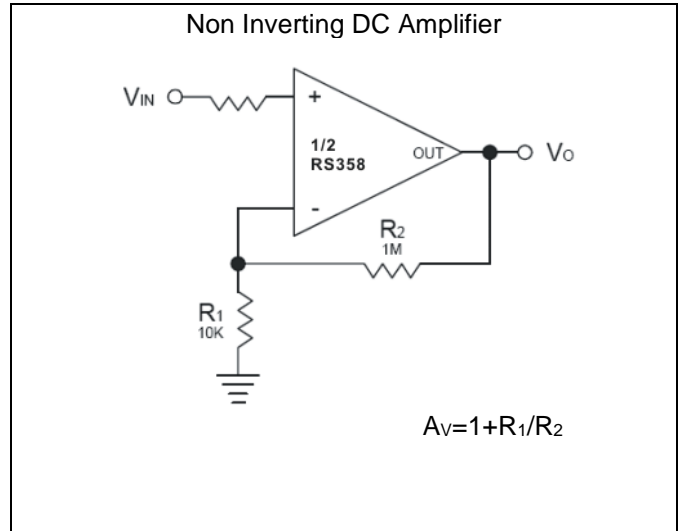 Non Inverting DC Amplifier
VIN
+
1/2
RS358
OUT
VO
-
R2
1M
R1
10K
AV=1+R1/R2